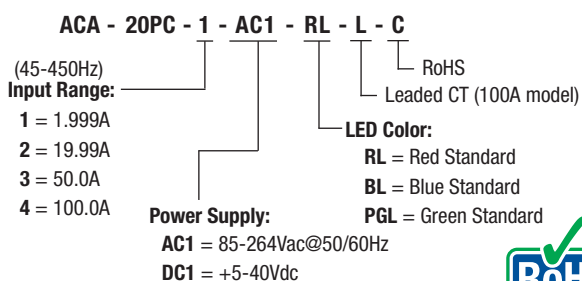 ACA - 20PC - 1 - AC1 - RL - L - C
RoHS
Leaded CT (100A model)
(45-450Hz)
Input Range:
1 = 1.999A
2 = 19.99A
3 = 50.0A
4 = 100.0A
LED Color:
RL = Red Standard
BL = Blue Standard
PGL = Green Standard
Power Supply:
AC1 = 85-264Vac@50/60Hz
DC1 = +5-40Vdc